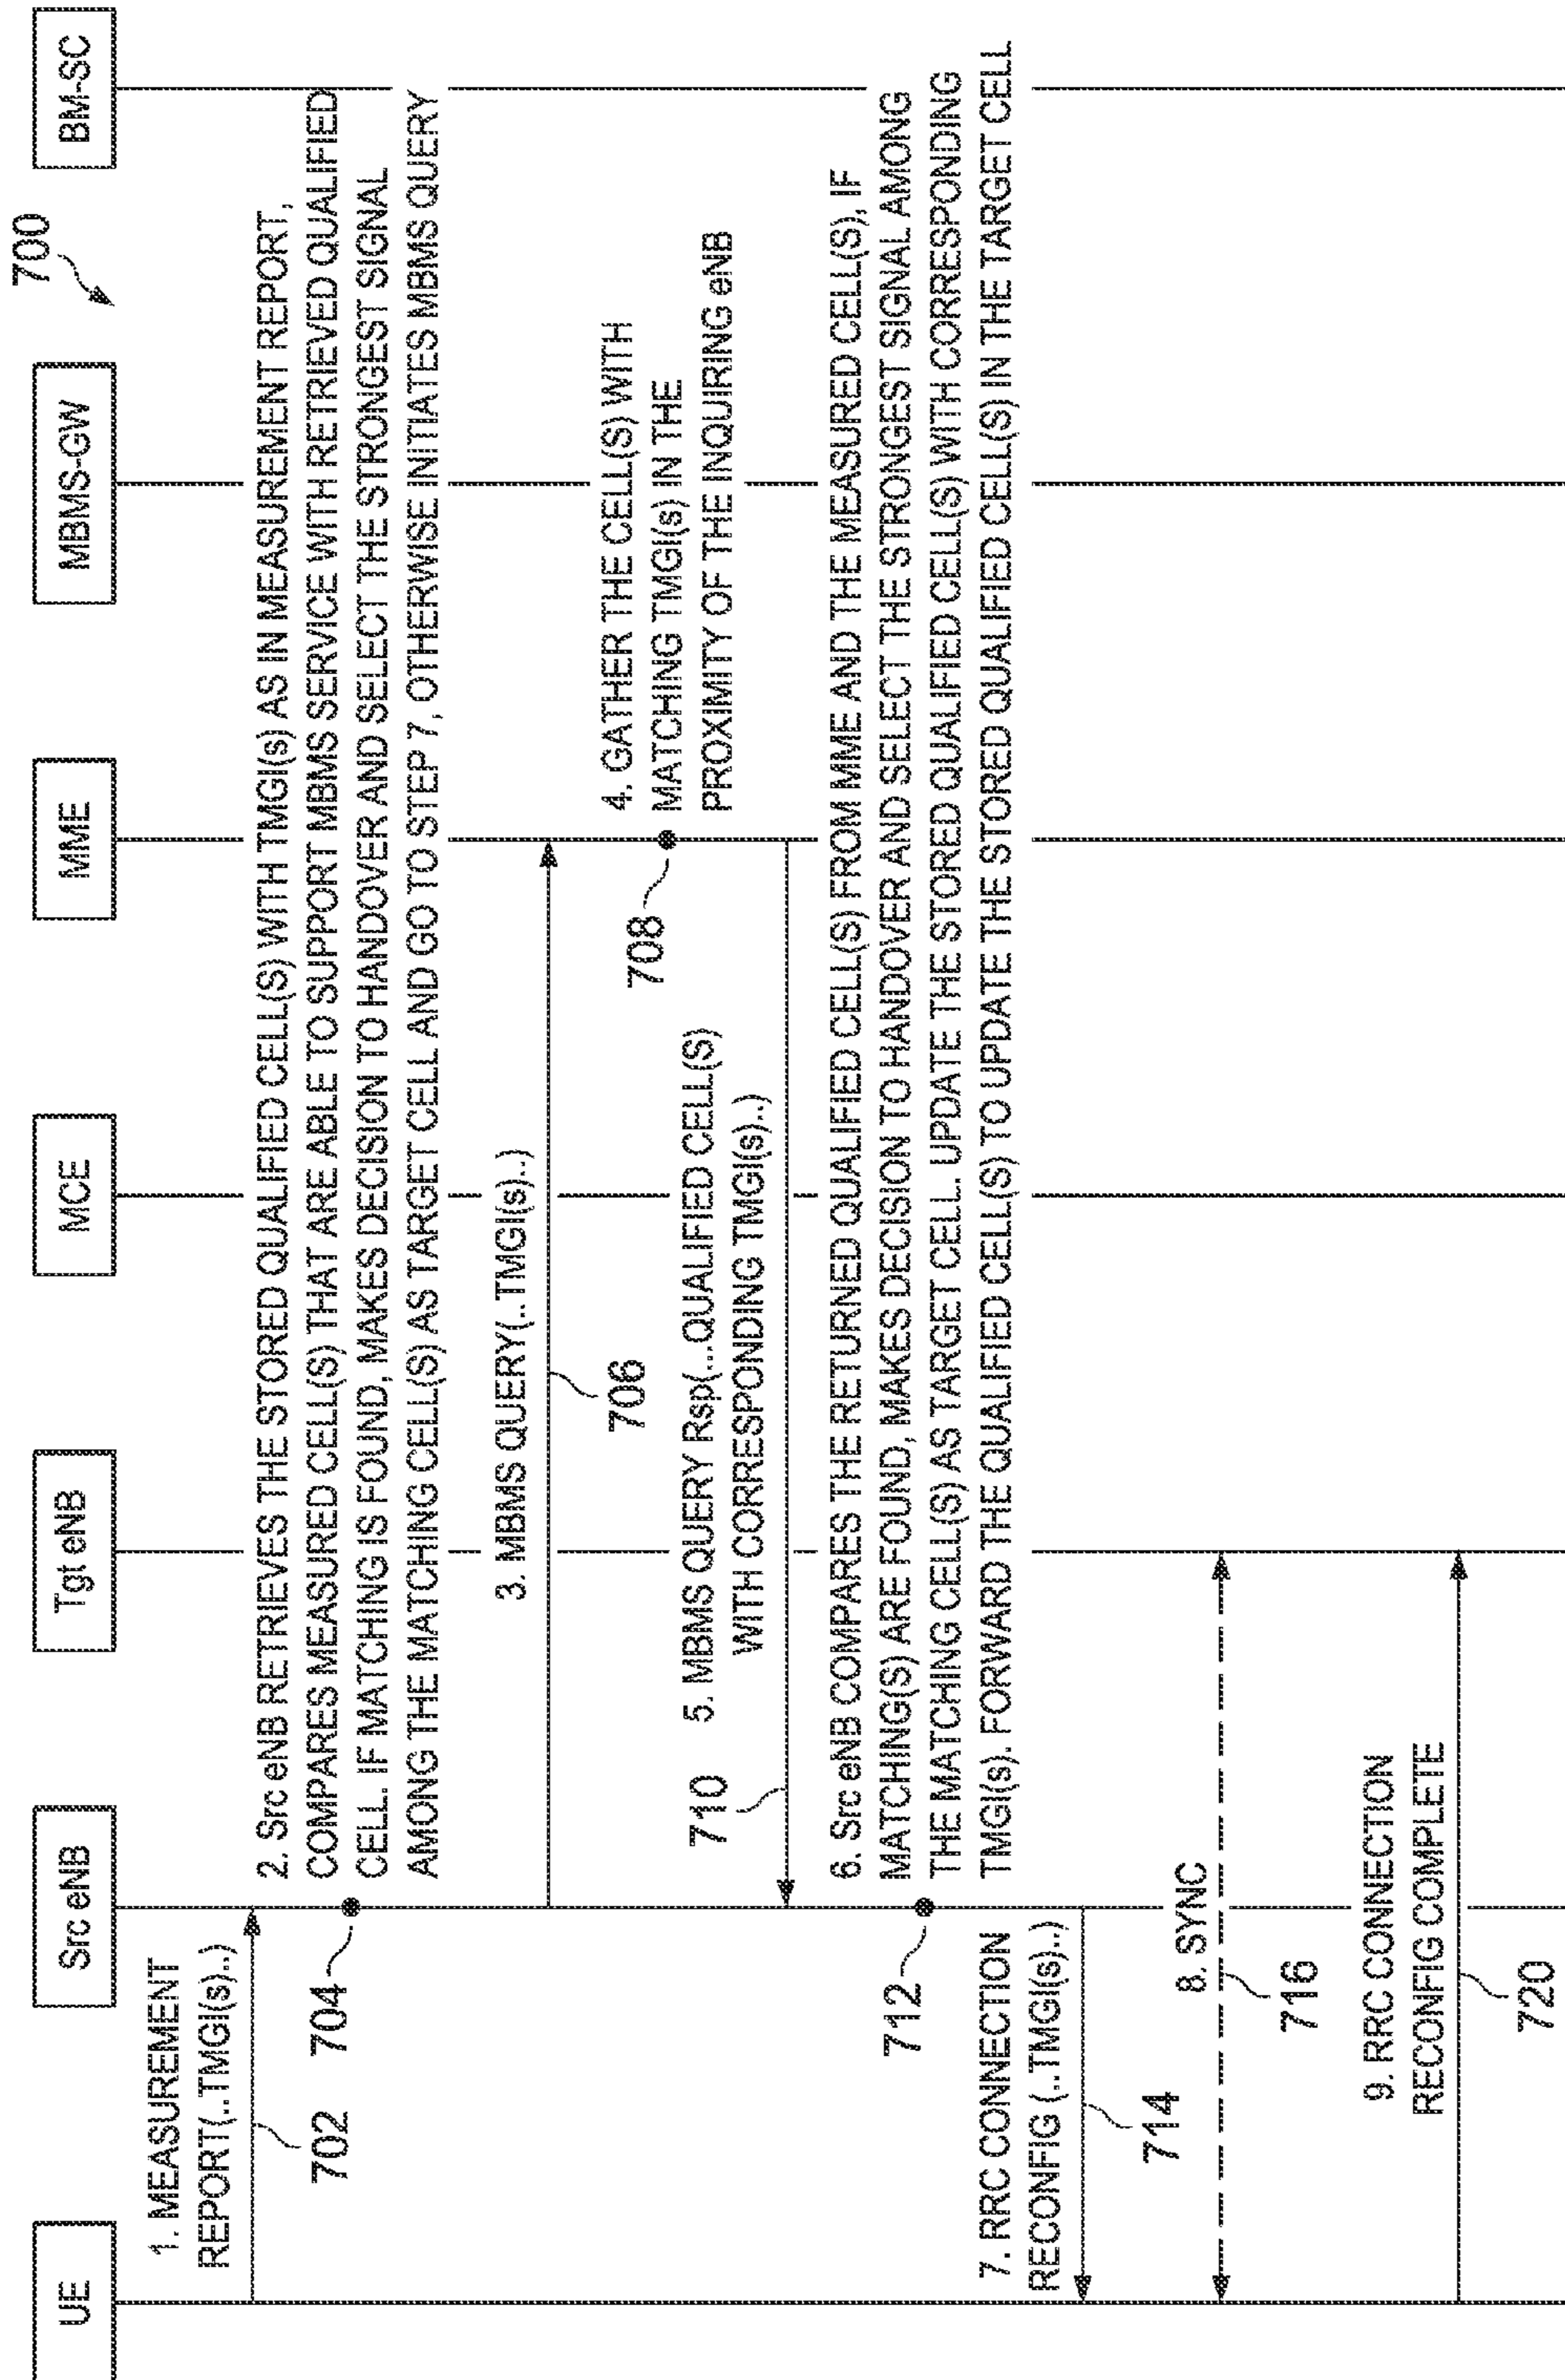 700
UE
Src eNB
Tgt eNB
MCE
MME
MBMS-GW
BM-SC
1. MEASUREMENT
REPORT(..TMGI(s)..)
702
2. Src eNB RETRIEVES THE STORED QUALIFIED CELL(S) WITH TMGI(s) AS IN MEASUREMENT REPORT,
COMPARES MEASURED CELL(S) THAT ARE ABLE TO SUPPORT MBMS SERVICE WITH RETRIEVED QUALIFIED
CELL. IF MATCHING IS FOUND, MAKES DECISION TO HANDOVER AND SELECT THE STRONGEST SIGNAL
AMONG THE MATCHING CELL(S) AS TARGET CELL AND GO TO STEP 7, OTHERWISE INITIATES MBMS QUERY
704
3. MBMS QUERY(..TMGI(s)..)
706
4. GATHER THE CELL(S) WITH
MATCHING TMGI(s) IN THE
PROXIMITY OF THE INQUIRING eNB
708
5. MBMS QUERY Rsp(...QUALIFIED CELL(S)
WITH CORRESPONDING TMGI(s)..)
710
6. Src eNB COMPARES THE RETURNED QUALIFIED CELL(S) FROM MME AND THE MEASURED CELL(S), IF
MATCHING(S) ARE FOUND, MAKES DECISION TO HANDOVER AND SELECT THE STRONGEST SIGNAL AMONG
THE MATCHING CELL(S) AS TARGET CELL. UPDATE THE STORED QUALIFIED CELL(S) WITH CORRESPONDING
TMGI(s). FORWARD THE QUALIFIED CELL(S) TO UPDATE THE STORED QUALIFIED CELL(S) IN THE TARGET CELL
712
7. RRC CONNECTION
RECONFIG (..TMGI(s)..)
714
8. SYNC
716
9. RRC CONNECTION
RECONFIG COMPLETE
720